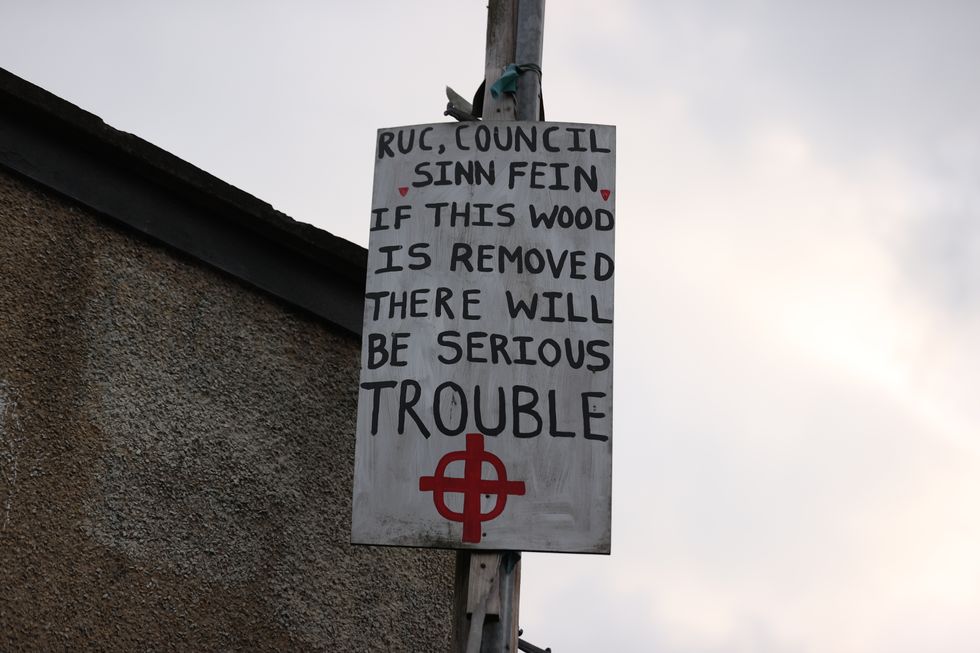 RUC, COUNCIL
SINN FEIN
IF THIS WOOD
IS REMOVED
THERE WILL
BE SERIOUS
TROUBLE